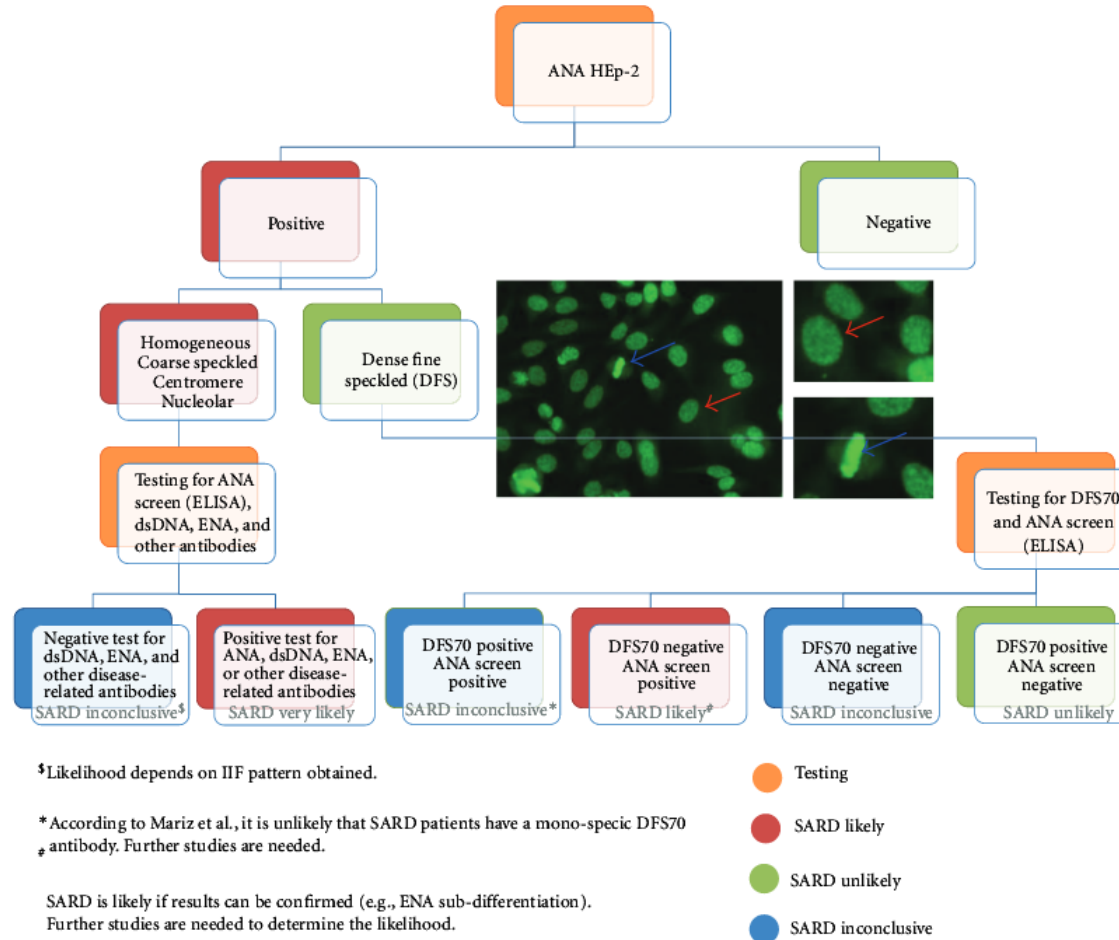 ANA HEp-2
Positive
Negative
Homogeneous
Coarse speckled
Centromere
Nucleolar
Dense fine
speckled (DFS)
Testing for ANA
screen (ELISA),
dsDNA, ENA, and
other antibodies
Testing for DFS70
and ANA screen
(ELISA)
Negative test for
dsDNA, ENA, and
other disease-
related antibodies
SARD inconclusive$
Positive test for
ANA, dsDNA, ENA,
or other disease-
related antibodies
SARD very likely
DFS70 positive
ANA screen
positive
SARD inconclusive*
DFS70 negative
ANA screen
positive
SARD likely#
DFS70 negative
ANA screen
negative
SARD inconclusive
DFS70 positive
ANA screen
negative
SARD unlikely
$Likelihood depends on IIF pattern obtained.
*According to Mariz et al., it is unlikely that SARD patients have a mono-specic DFS70
# antibody. Further studies are needed.
SARD is likely if results can be confirmed (e.g., ENA sub-differentiation).
Further studies are needed to determine the likelihood.
Testing
SARD likely
SARD unlikely
SARD inconclusive